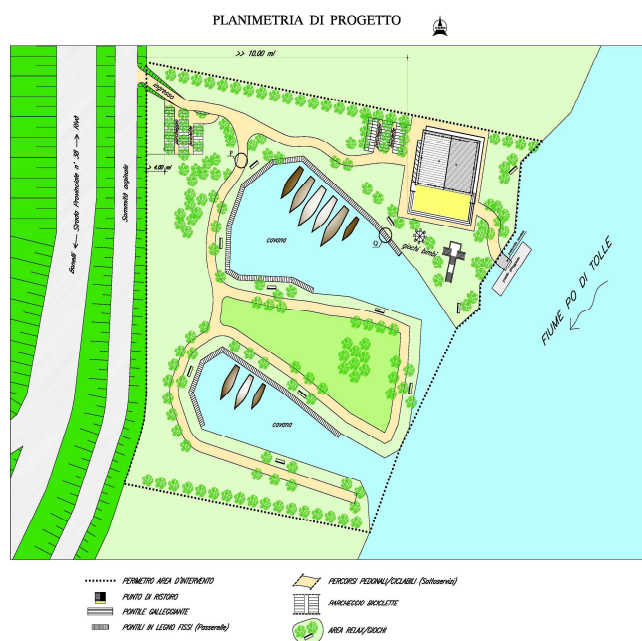 PLANIMETRIA DI PROGETTO
>> 10.00 ml
ingresso
> 4.00 ml
Bonelli ← Strada Provinciale n° 38 → Riva
Sommità arginale
cavana
giochi bimbi
FIUME PO DI TOLLE
cavana
PERIMETRO AREA D'INTERVENTO
PUNTO DI RISTORO
PONTILE GALLEGGIANTE
PONTILI IN LEGNO FISSI (Passerelle)
PERCORSI PEDONALI/CICLABILI (Sottoservizi)
PARCHEGGIO BICICLETTE
AREA RELAX/GIOCHI